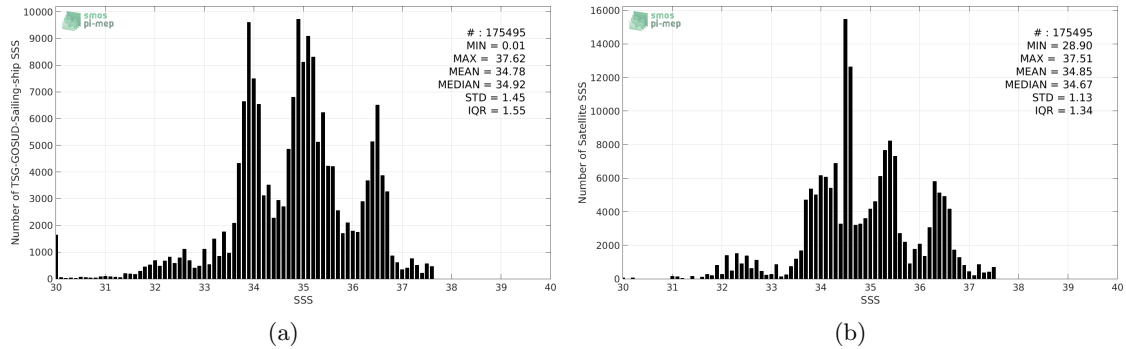 smos
pi-mep
# : 175495
MIN = 0.01
MAX = 37.62
MEAN = 34.78
MEDIAN = 34.92
STD = 1.45
IQR = 1.55
Number of TSG-GOSUD-Sailing-ship SSS
10000
9000
8000
7000
6000
5000
4000
3000
2000
1000
0
30 32 34 35 36 37 38 39 40
SSS
(a)
smos
pi-mep
# : 175495
MIN = 28.90
MAX = 37.51
MEAN = 34.85
MEDIAN = 34.67
STD = 1.13
IQR = 1.34
Number of Satellite SSS
16000
14000
12000
10000
8000
6000
4000
2000
0
30 31 32 33 34 35 36 37 38 39 40
SSS
(b)